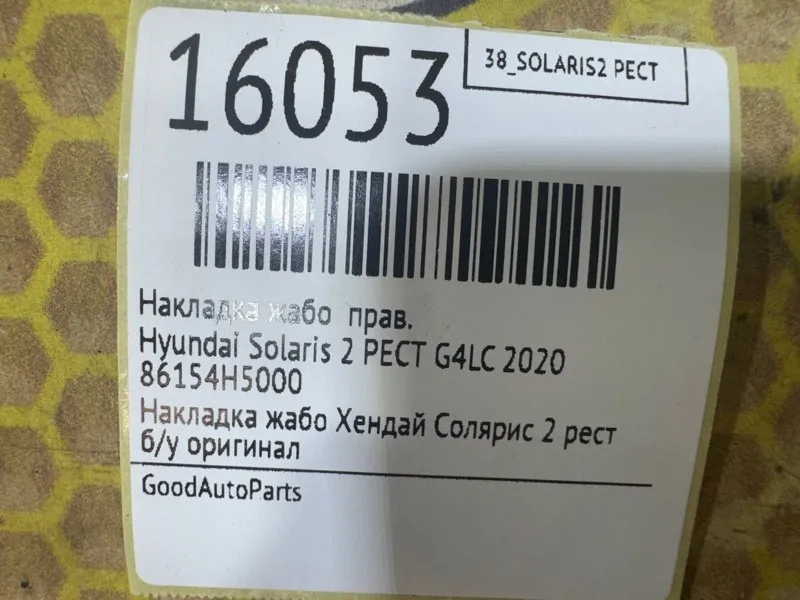 16053
38_SOLARIS2 РЕСТ
Накладка жабо прав.
Hyundai Solaris 2 РЕСТ G4LC 2020
86154H5000
Накладка жабо Хендай Солярис 2 рест
б/у оригинал
GoodAutoParts